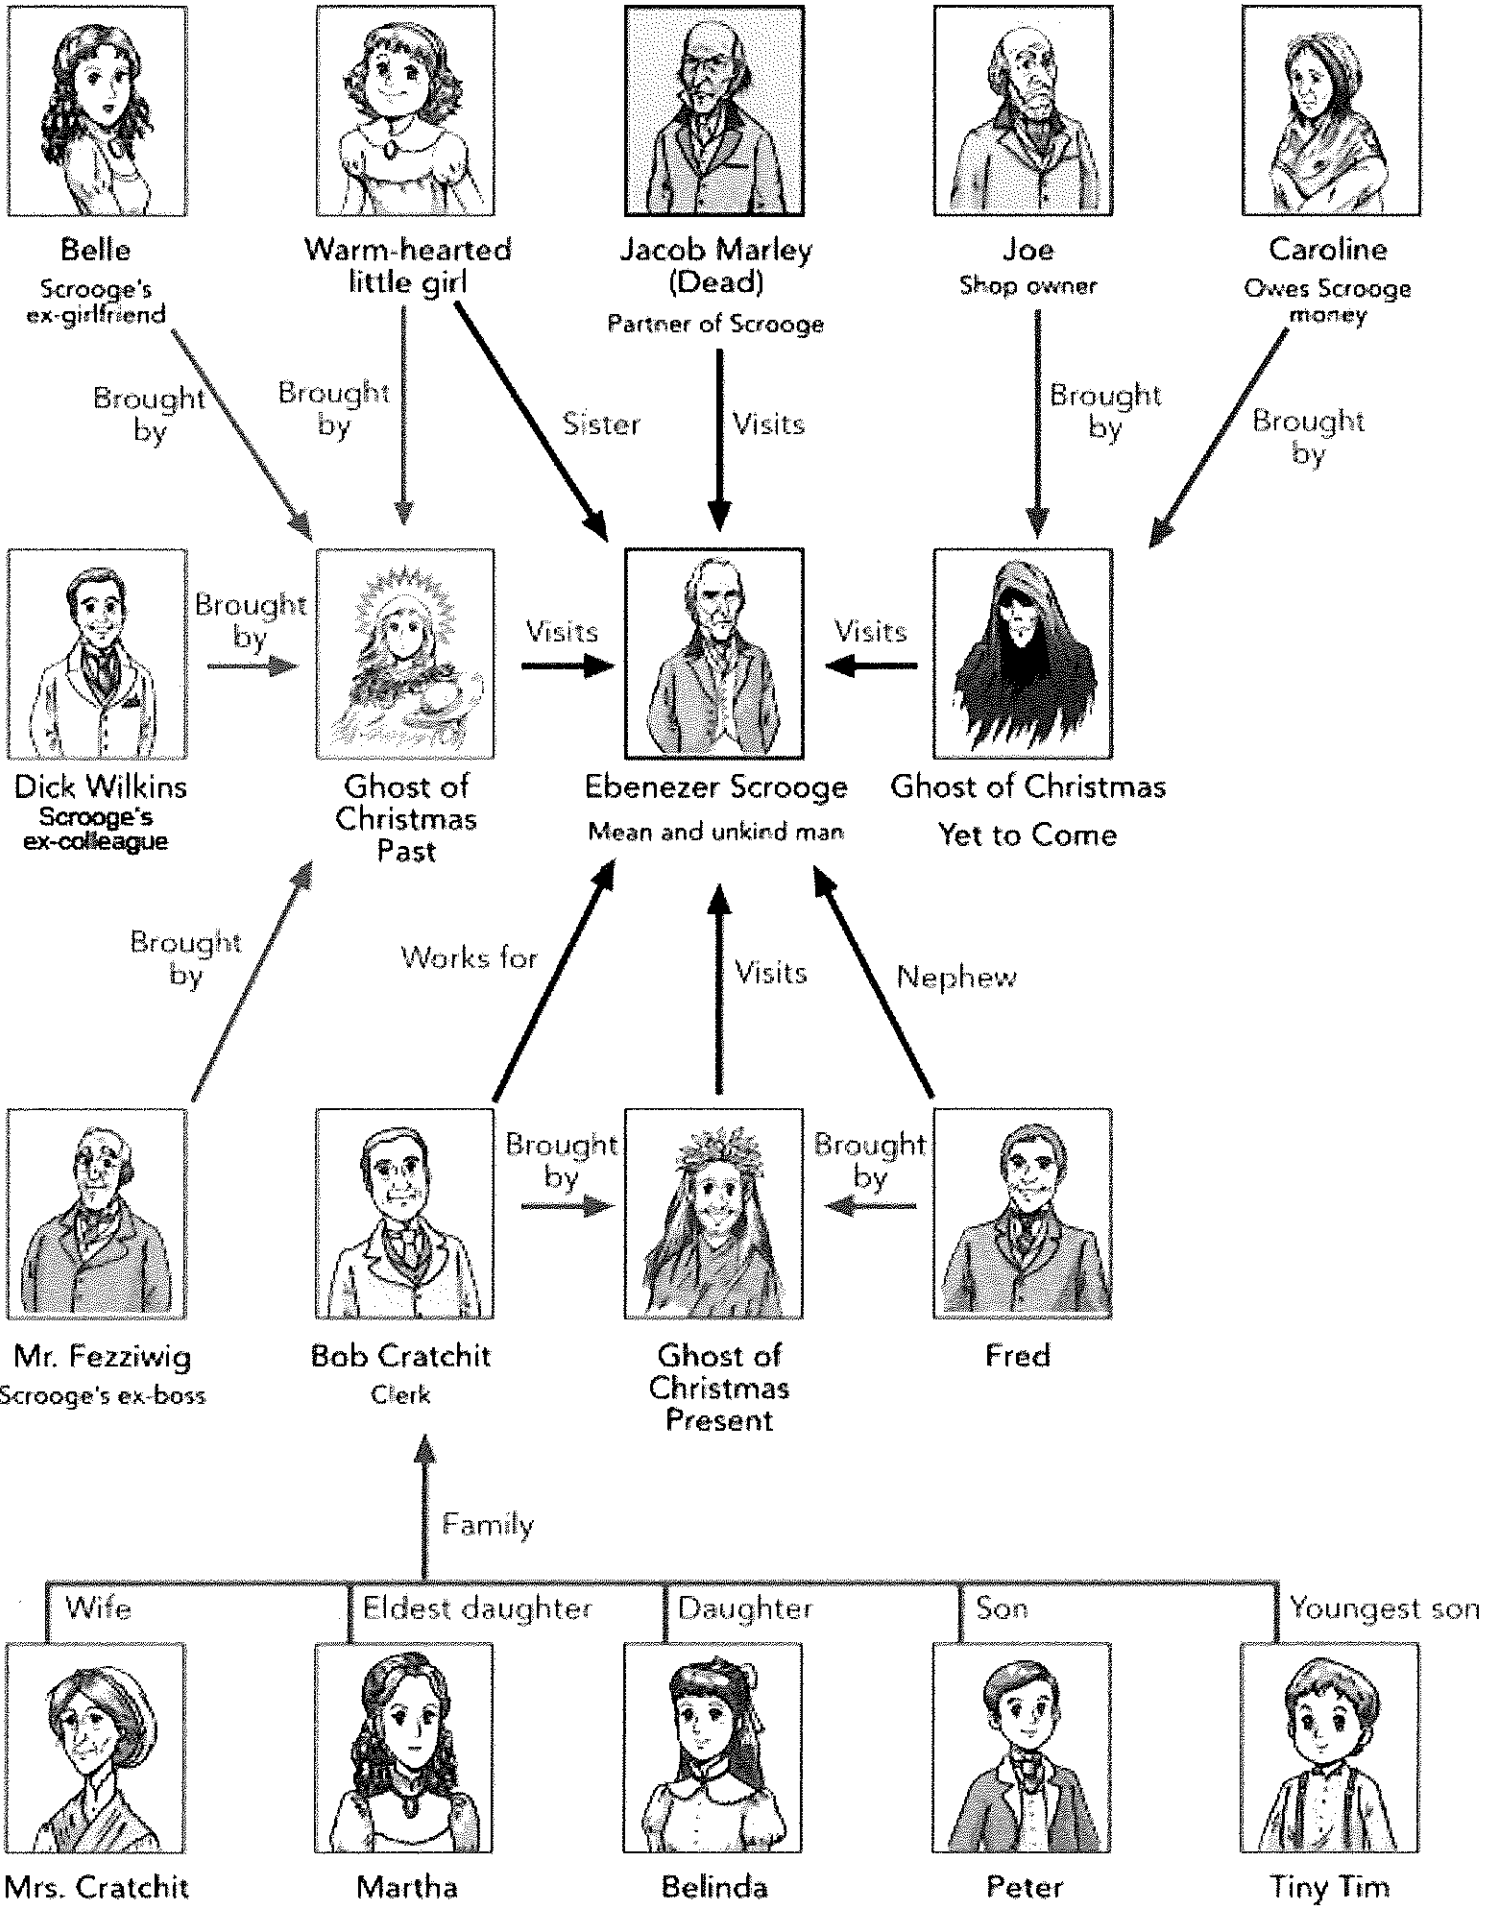 Belle
Scrooge's
ex-girlfriend
Warm-hearted
little girl
Jacob Marley
(Dead)
Partner of Scrooge
Joe
Shop owner
Caroline
Owes Scrooge
money
Brought
by
Brought
by
Sister
Visits
Brought
by
Brought
by
Brought
by
Visits
Visits
Dick Wilkins
Scrooge's
ex-colleague
Ghost of
Christmas
Past
Ebenezer Scrooge
Mean and unkind man
Ghost of Christmas
Yet to Come
Brought
by
Works for
Visits
Nephew
Brought
by
Brought
by
Mr. Fezziwig
Scrooge's ex-boss
Bob Cratchit
Clerk
Ghost of
Christmas
Present
Fred
Family
Wife
Eldest daughter
Daughter
Son
Youngest son
Mrs. Cratchit
Martha
Belinda
Peter
Tiny Tim